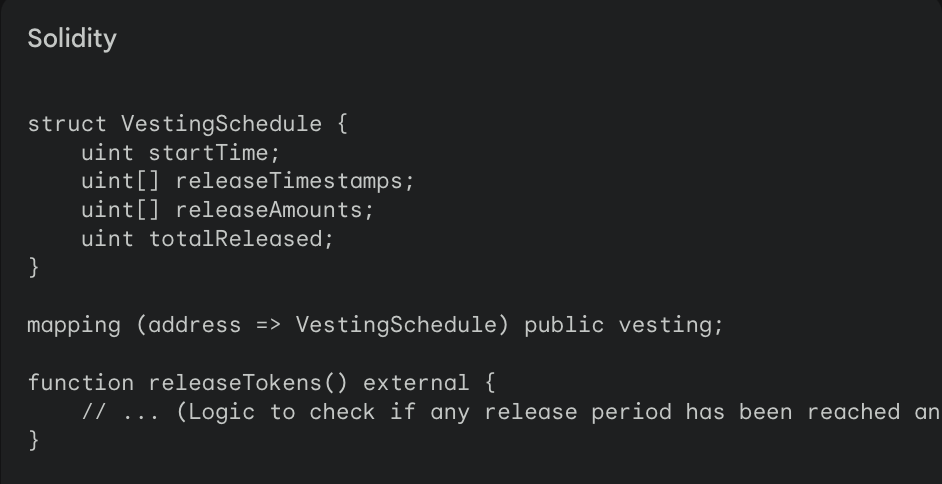 Solidity
struct VestingSchedule {
    uint startTime;
    uint[] releaseTimestamps;
    uint[] releaseAmounts;
    uint totalReleased;
}
mapping (address => VestingSchedule) public vesting;
function releaseTokens() external {
    // ... (Logic to check if any release period has been reached an
}